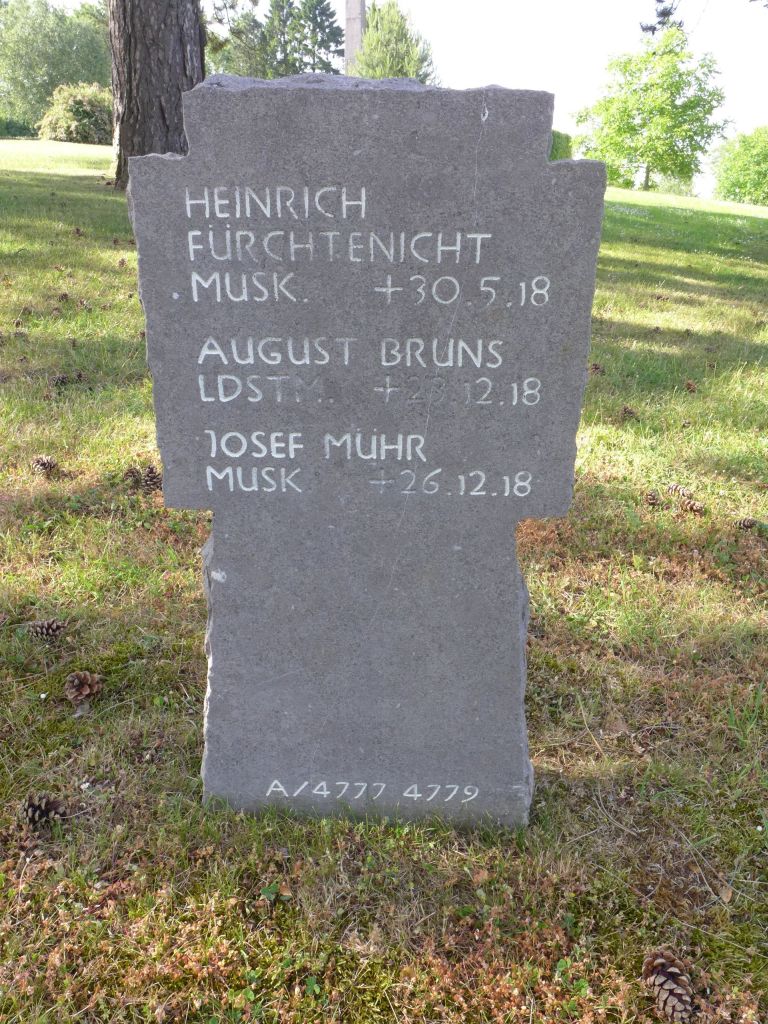 HEINRICH
FÜRCHTENICHT
MUSK. +30.5.18
AUGUST BRUNS
LDSTM. +28.12.18
JOSEF MÜHR
MUSK +26.12.18
A/4777 4779